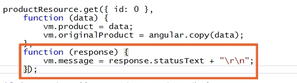 productResource.get({ id: 0 },
function (data) {
vm.product = data;
vm.originalProduct = angular.copy(data);
},
function (response) {
vm.message = response.statusText + "\r\n";
});